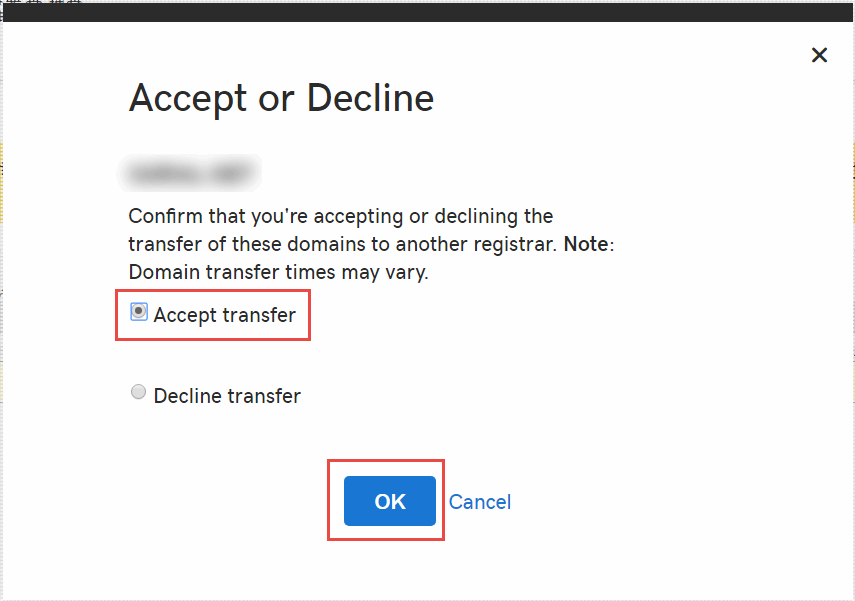 Accept or Decline
Confirm that you're accepting or declining the
transfer of these domains to another registrar. Note:
Domain transfer times may vary.
Accept transfer
Decline transfer
OK Cancel